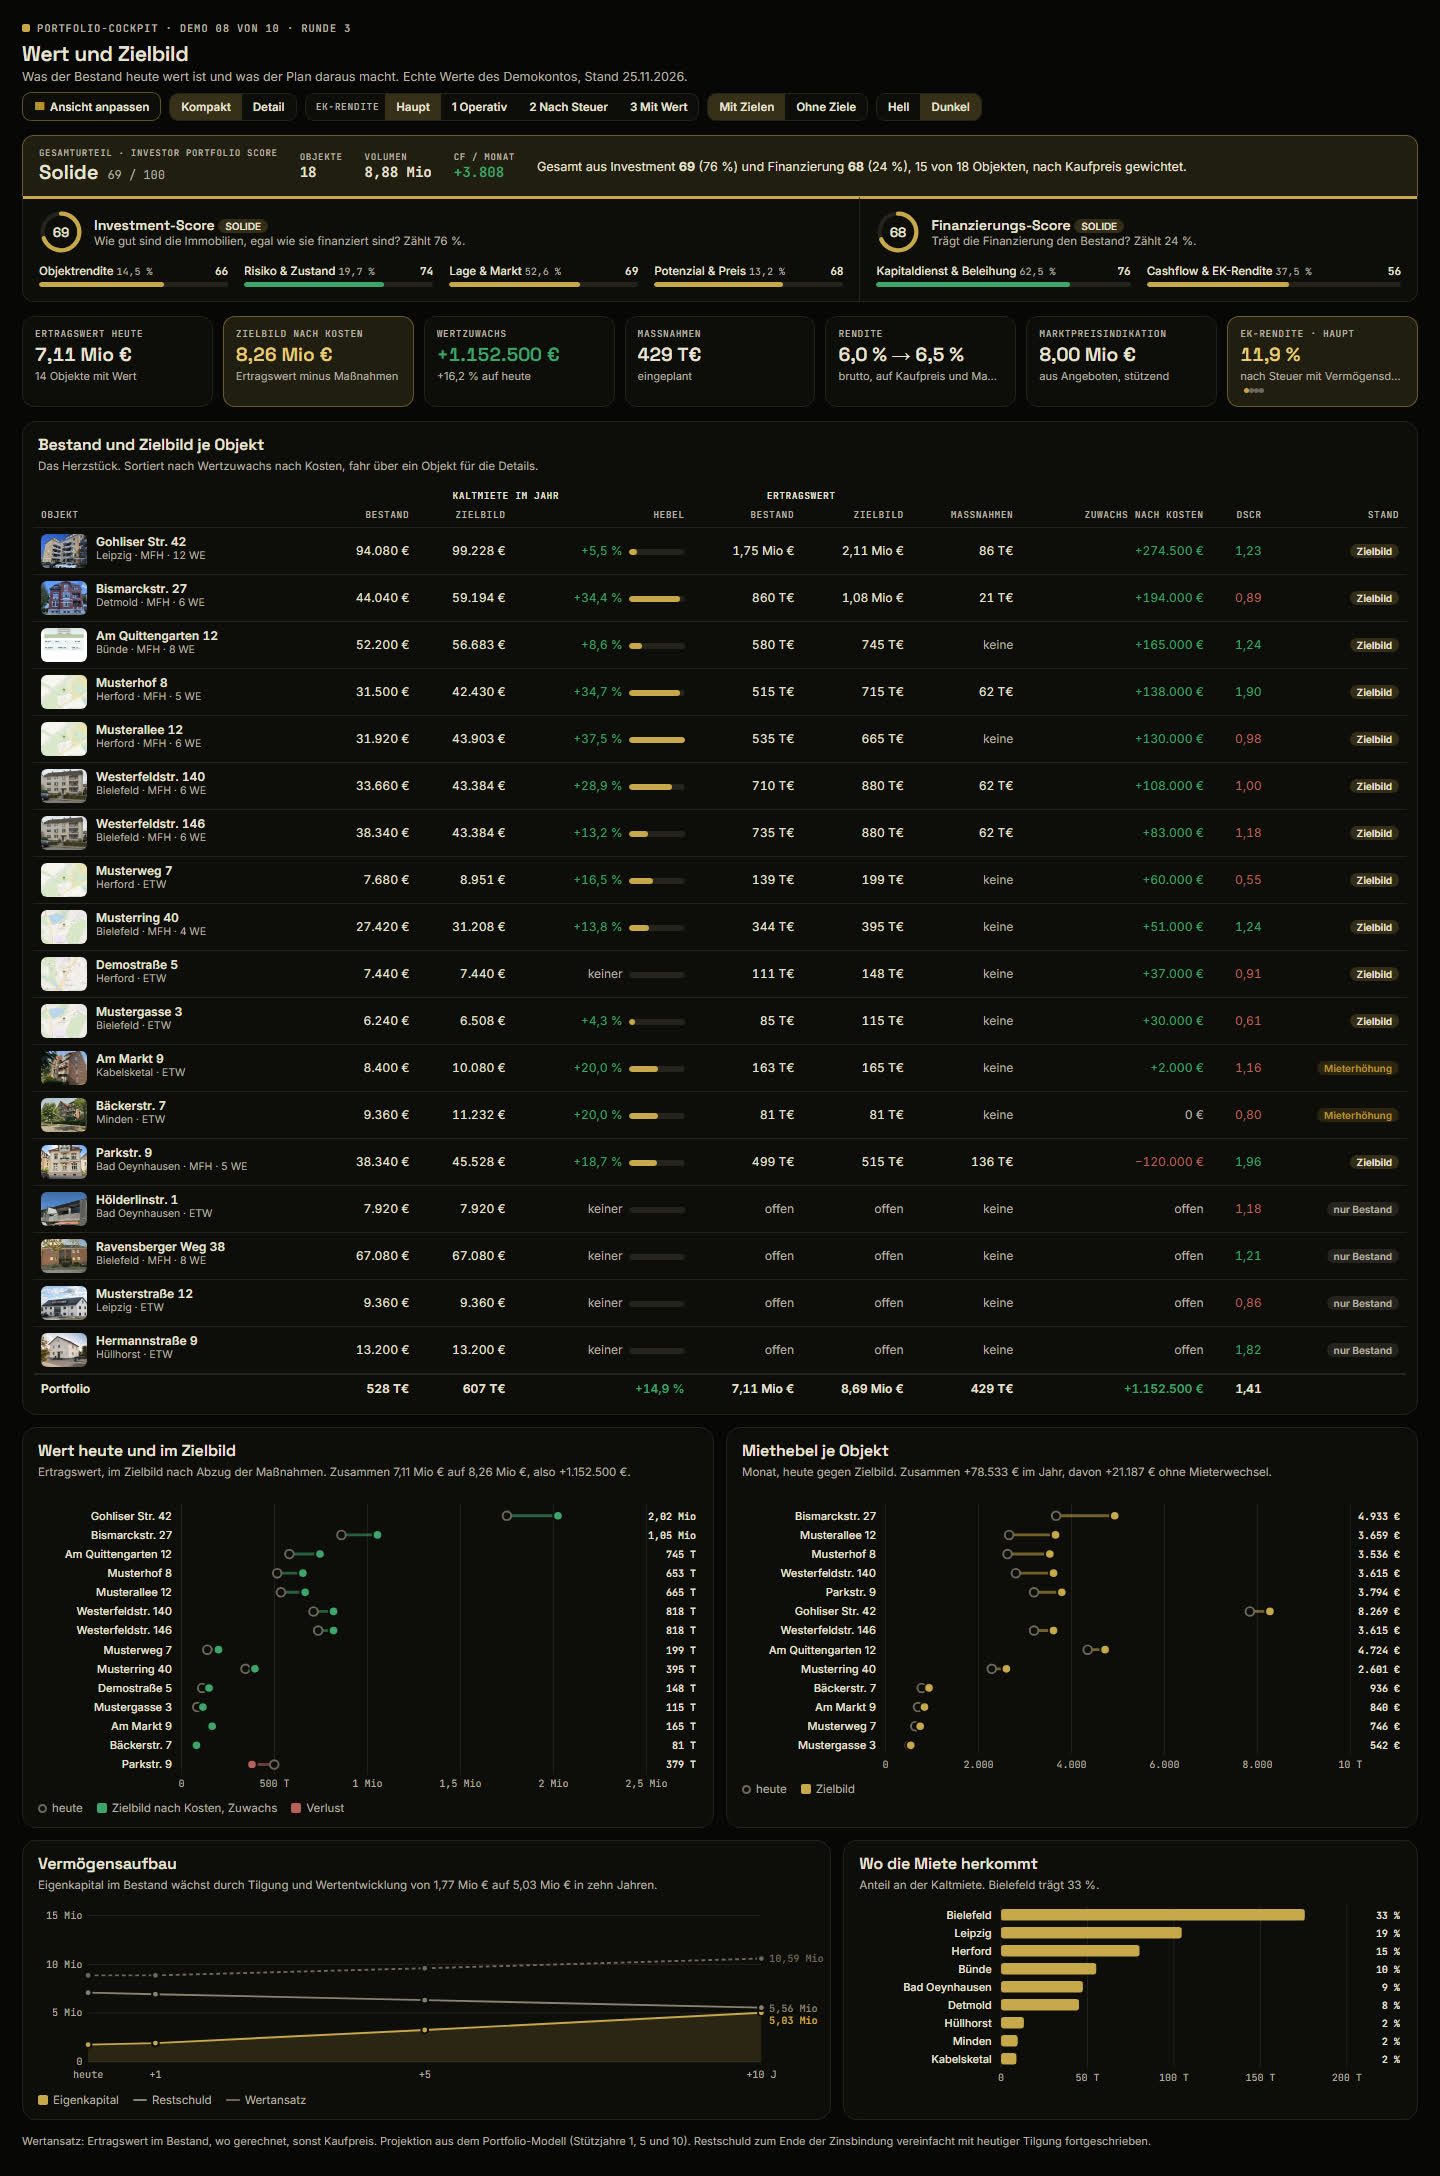 PORTFOLIO-COCKPIT · DEMO 08 VON 10 · RUNDE 3
Wert und Zielbild
Was der Bestand heute wert ist und was der Plan daraus macht. Echte Werte des Demokontos, Stand 25.11.2026.
Ansicht anpassen Kompakt Detail EK-RENDITE Haupt 1 Operativ 2 Nach Steuer 3 Mit Wert Mit Zielen Ohne Ziele Hell Dunkel
GESAMTURTEIL · INVESTOR PORTFOLIO SCORE
Solide 69 / 100
OBJEKTE
18
VOLUMEN
8,88 Mio
CF / MONAT
+3.808
Gesamt aus Investment 69 (76 %) und Finanzierung 68 (24 %), 15 von 18 Objekten, nach Kaufpreis gewichtet.
69
Investment-Score SOLIDE
Wie gut sind die Immobilien, egal wie sie finanziert sind? Zählt 76 %.
Objektrendite 14,5 % 66
Risiko & Zustand 19,7 % 74
Lage & Markt 52,6 % 69
Potenzial & Preis 13,2 % 68
68
Finanzierungs-Score SOLIDE
Trägt die Finanzierung den Bestand? Zählt 24 %.
Kapitaldienst & Beleihung 62,5 % 76
Cashflow & EK-Rendite 37,5 % 56
ERTRAGSWERT HEUTE
7,11 Mio €
14 Objekte mit Wert
ZIELBILD NACH KOSTEN
8,26 Mio €
Ertragswert minus Maßnahmen
WERTZUWACHS
+1.152.500 €
+16,2 % auf heute
MASSNAHMEN
429 T€
eingeplant
RENDITE
6,0 % → 6,5 %
brutto, auf Kaufpreis und Ma...
MARKTPREISINDIKATION
8,00 Mio €
aus Angeboten, stützend
EK-RENDITE · HAUPT
11,9 %
nach Steuer mit Vermögensd...
Bestand und Zielbild je Objekt
Das Herzstück. Sortiert nach Wertzuwachs nach Kosten, fahr über ein Objekt für die Details.
KALTMIETE IM JAHR ERTRAGSWERT
OBJEKT BESTAND ZIELBILD HEBEL BESTAND ZIELBILD MASSNAHMEN ZUWACHS NACH KOSTEN DSCR STAND
Gohliser Str. 42
Leipzig · MFH · 12 WE
94.080 € 99.228 € +5,5 % 1,75 Mio € 2,11 Mio € 86 T€ +274.500 € 1,23 Zielbild
Bismarckstr. 27
Detmold · MFH · 6 WE
44.040 € 59.194 € +34,4 % 860 T€ 1,08 Mio € 21 T€ +194.000 € 0,89 Zielbild
Am Quittengarten 12
Bünde · MFH · 8 WE
52.200 € 56.683 € +8,6 % 580 T€ 745 T€ keine +165.000 € 1,24 Zielbild
Musterhof 8
Herford · MFH · 5 WE
31.500 € 42.430 € +34,7 % 515 T€ 715 T€ 62 T€ +138.000 € 1,90 Zielbild
Musterallee 12
Herford · MFH · 6 WE
31.920 € 43.903 € +37,5 % 535 T€ 665 T€ keine +130.000 € 0,98 Zielbild
Westerfeldstr. 140
Bielefeld · MFH · 6 WE
33.660 € 43.384 € +28,9 % 710 T€ 880 T€ 62 T€ +108.000 € 1,00 Zielbild
Westerfeldstr. 146
Bielefeld · MFH · 6 WE
38.340 € 43.384 € +13,2 % 735 T€ 880 T€ 62 T€ +83.000 € 1,18 Zielbild
Musterweg 7
Herford · ETW
7.680 € 8.951 € +16,5 % 139 T€ 199 T€ keine +60.000 € 0,55 Zielbild
Musterring 40
Bielefeld · MFH · 4 WE
27.420 € 31.208 € +13,8 % 344 T€ 395 T€ keine +51.000 € 1,24 Zielbild
Demostraße 5
Herford · ETW
7.440 € 7.440 € keiner 111 T€ 148 T€ keine +37.000 € 0,91 Zielbild
Mustergasse 3
Bielefeld · ETW
6.240 € 6.508 € +4,3 % 85 T€ 115 T€ keine +30.000 € 0,61 Zielbild
Am Markt 9
Kabelsketal · ETW
8.400 € 10.080 € +20,0 % 163 T€ 165 T€ keine +2.000 € 1,16 Mieterhöhung
Bäckerstr. 7
Minden · ETW
9.360 € 11.232 € +20,0 % 81 T€ 81 T€ keine 0 € 0,80 Mieterhöhung
Parkstr. 9
Bad Oeynhausen · MFH · 5 WE
38.340 € 45.528 € +18,7 % 499 T€ 515 T€ 136 T€ −120.000 € 1,96 Zielbild
Hölderlinstr. 1
Bad Oeynhausen · ETW
7.920 € 7.920 € keiner offen offen keine offen 1,18 nur Bestand
Ravensberger Weg 38
Bielefeld · MFH · 8 WE
67.080 € 67.080 € keiner offen offen keine offen 1,21 nur Bestand
Musterstraße 12
Leipzig · ETW
9.360 € 9.360 € keiner offen offen keine offen 0,86 nur Bestand
Hermannstraße 9
Hüllhorst · ETW
13.200 € 13.200 € keiner offen offen keine offen 1,82 nur Bestand
Portfolio 528 T€ 607 T€ +14,9 % 7,11 Mio € 8,69 Mio € 429 T€ +1.152.500 € 1,41
Wert heute und im Zielbild
Ertragswert, im Zielbild nach Abzug der Maßnahmen. Zusammen 7,11 Mio € auf 8,26 Mio €, also +1.152.500 €.
Gohliser Str. 42 2,02 Mio
Bismarckstr. 27 1,05 Mio
Am Quittengarten 12 745 T
Musterhof 8 653 T
Musterallee 12 665 T
Westerfeldstr. 140 818 T
Westerfeldstr. 146 818 T
Musterweg 7 199 T
Musterring 40 395 T
Demostraße 5 148 T
Mustergasse 3 115 T
Am Markt 9 165 T
Bäckerstr. 7 81 T
Parkstr. 9 379 T
0 500 T 1 Mio 1,5 Mio 2 Mio 2,5 Mio
heute Zielbild nach Kosten, Zuwachs Verlust
Miethebel je Objekt
Monat, heute gegen Zielbild. Zusammen +78.533 € im Jahr, davon +21.187 € ohne Mieterwechsel.
Bismarckstr. 27 4.933 €
Musterallee 12 3.659 €
Musterhof 8 3.536 €
Westerfeldstr. 140 3.615 €
Parkstr. 9 3.794 €
Gohliser Str. 42 8.269 €
Westerfeldstr. 146 3.615 €
Am Quittengarten 12 4.724 €
Musterring 40 2.601 €
Bäckerstr. 7 936 €
Am Markt 9 840 €
Musterweg 7 746 €
Mustergasse 3 542 €
0 2.000 4.000 6.000 8.000 10 T
heute Zielbild
Vermögensaufbau
Eigenkapital im Bestand wächst durch Tilgung und Wertentwicklung von 1,77 Mio € auf 5,03 Mio € in zehn Jahren.
15 Mio
10 Mio
5 Mio
0
10,59 Mio
5,56 Mio
5,03 Mio
heute +1 +5 +10 J
Eigenkapital Restschuld Wertansatz
Wo die Miete herkommt
Anteil an der Kaltmiete. Bielefeld trägt 33 %.
Bielefeld 33 %
Leipzig 19 %
Herford 15 %
Bünde 10 %
Bad Oeynhausen 9 %
Detmold 8 %
Hüllhorst 2 %
Minden 2 %
Kabelsketal 2 %
0 50 T 100 T 150 T 200 T
Wertansatz: Ertragswert im Bestand, wo gerechnet, sonst Kaufpreis. Projektion aus dem Portfolio-Modell (Stützjahre 1, 5 und 10). Restschuld zum Ende der Zinsbindung vereinfacht mit heutiger Tilgung fortgeschrieben.